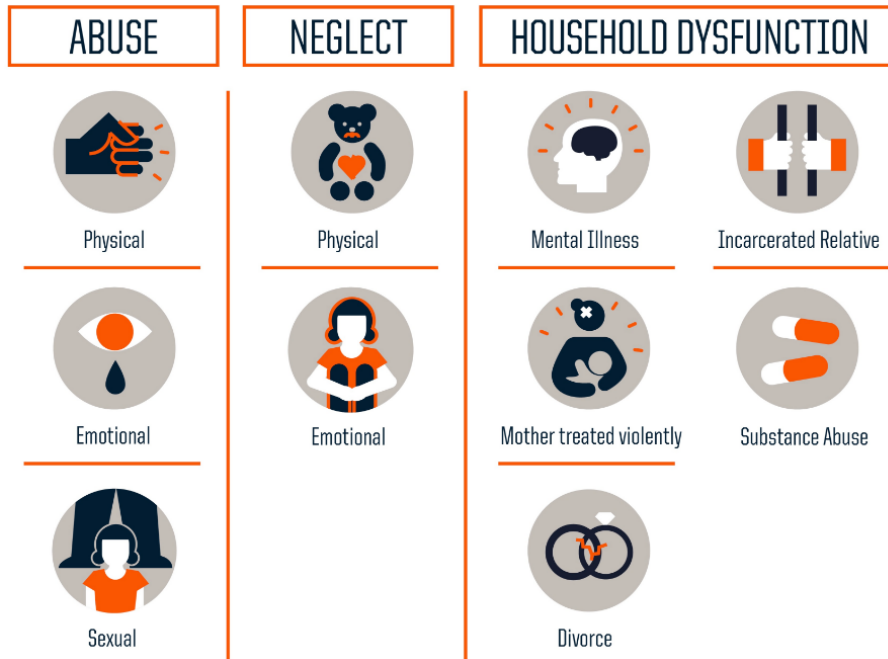 ABUSE
NEGLECT
HOUSEHOLD DYSFUNCTION
Physical
Physical
Mental Illness
Incarcerated Relative
Emotional
Emotional
Mother treated violently
Substance Abuse
Sexual
Divorce